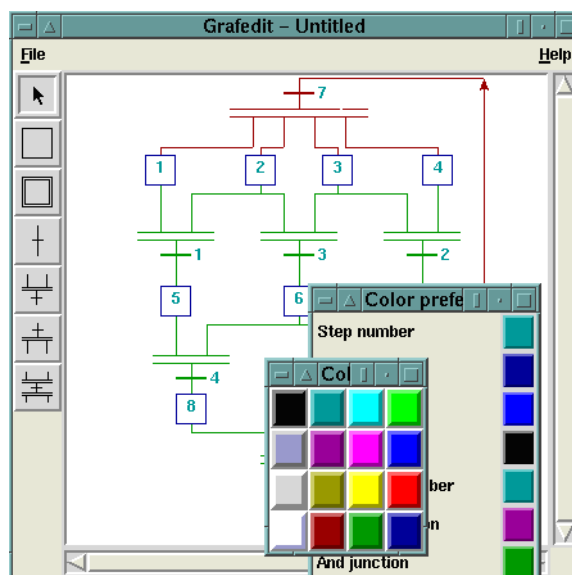 Grafedit – Untitled
File Help
7
1 2 3 4
1 3 2
5 6
Color prefe
Step number
4
Col
8
ber
on
And junction